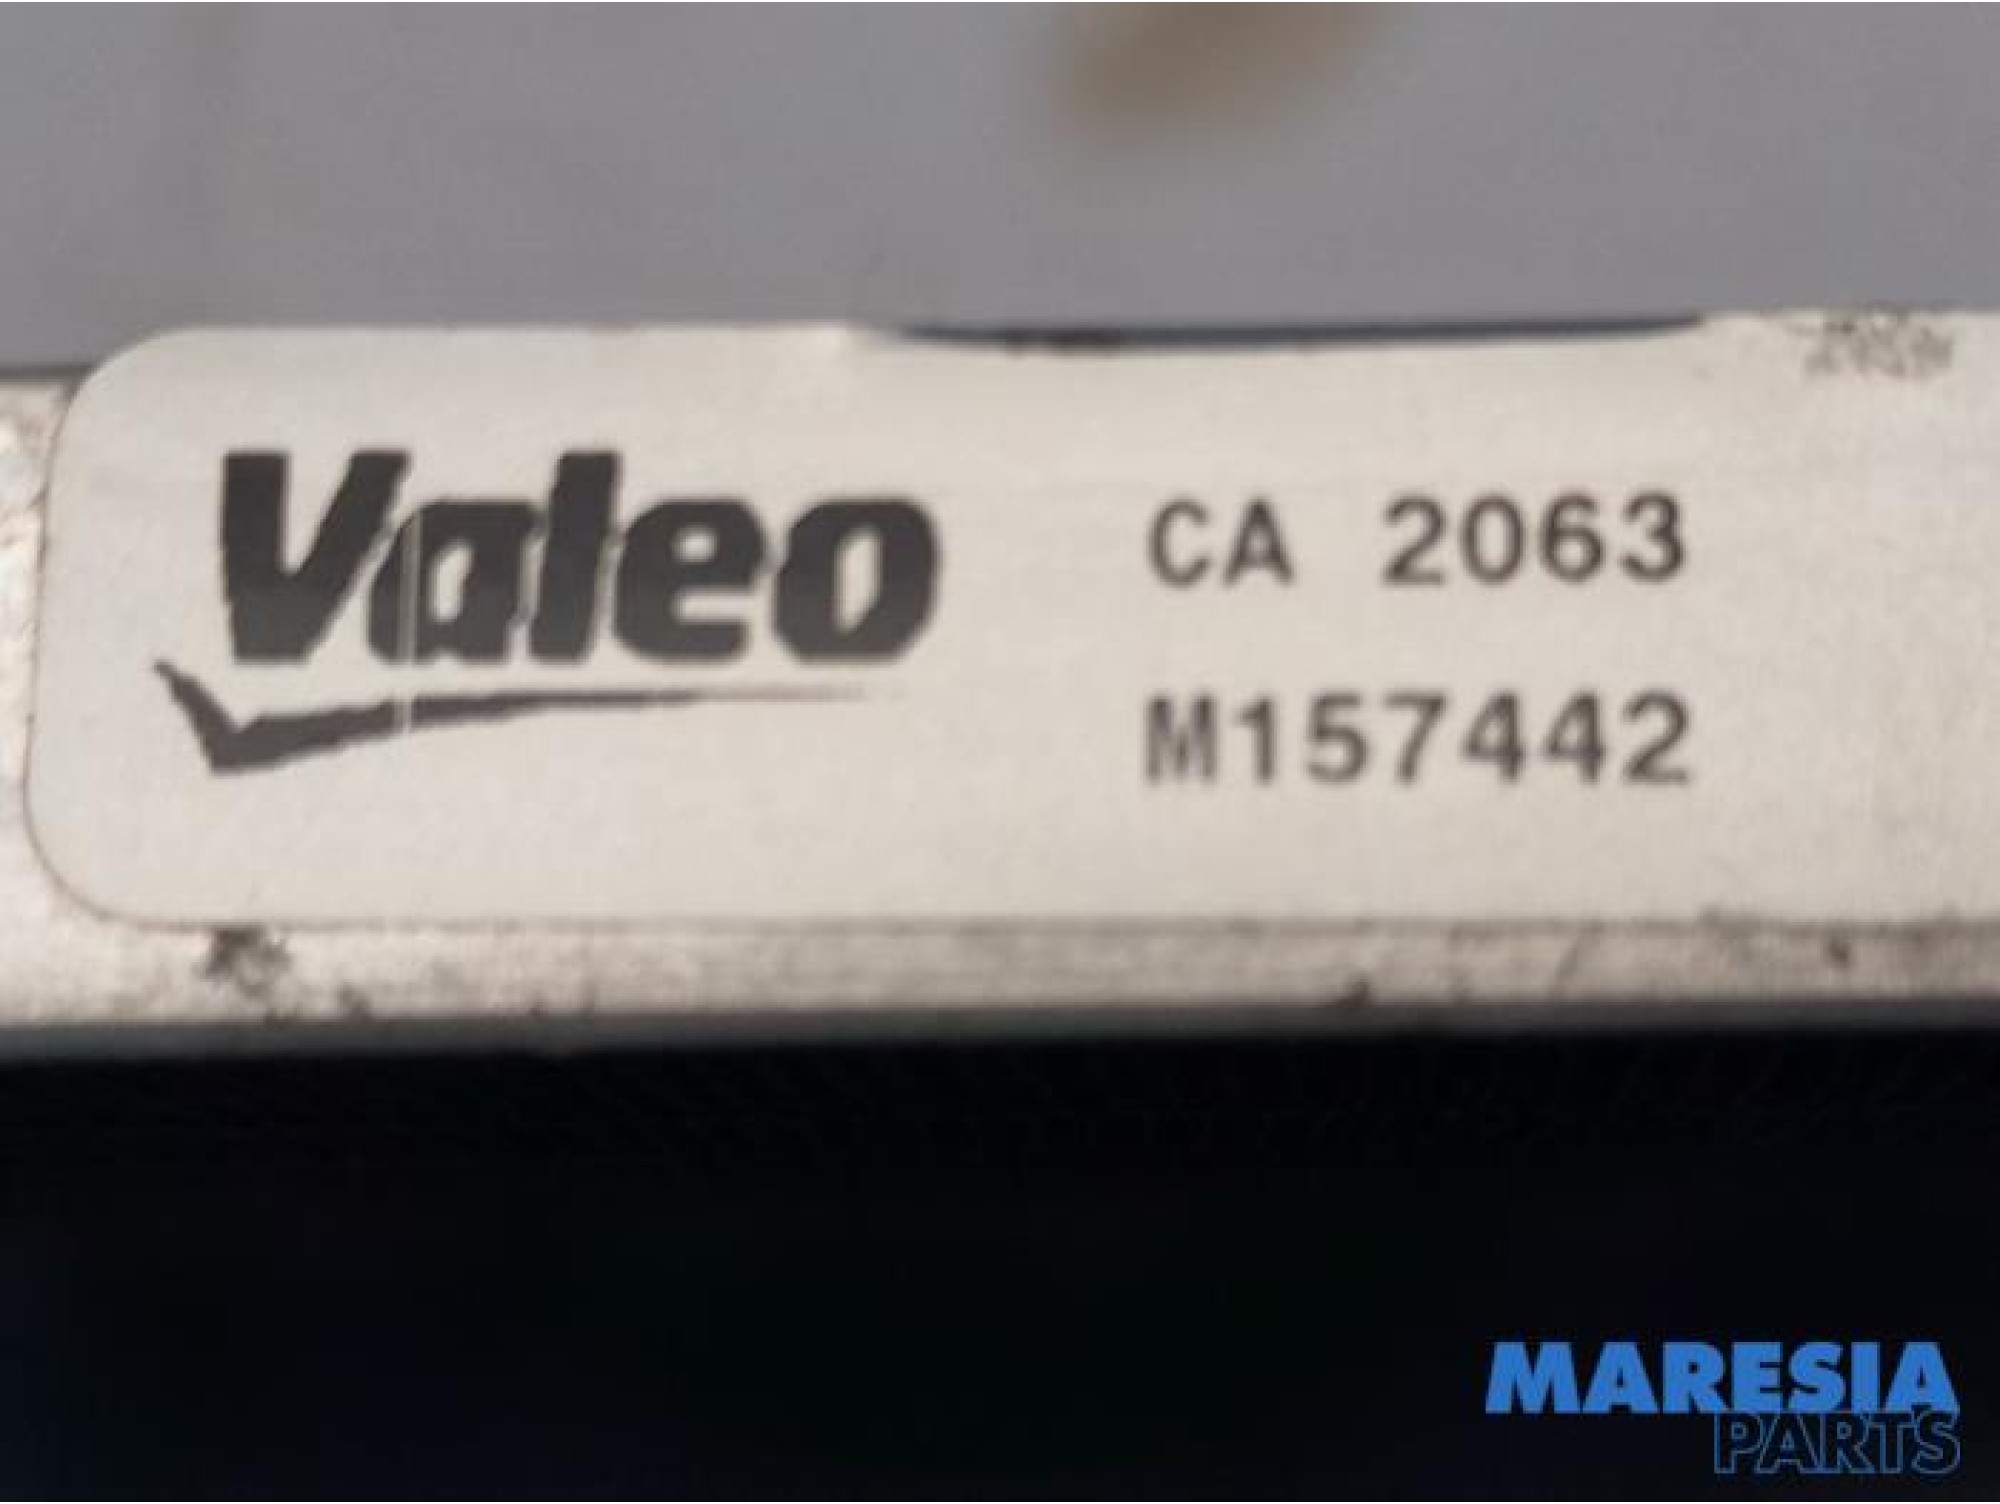 Valeo
CA 2063
M157442
MARESIA
PARTS